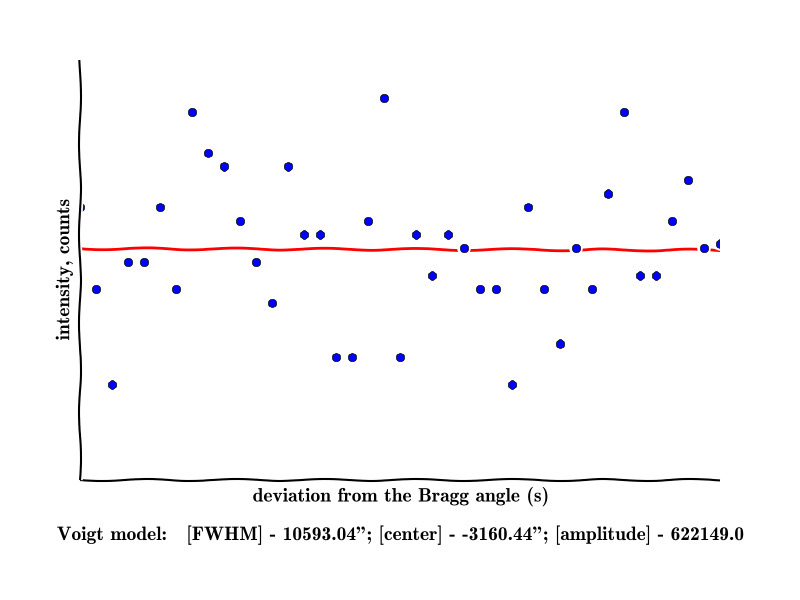 intensity, counts
deviation from the Bragg angle (s)
Voigt model: [FWHM] - 10593.04”; [center] - -3160.44”; [amplitude] - 622149.0